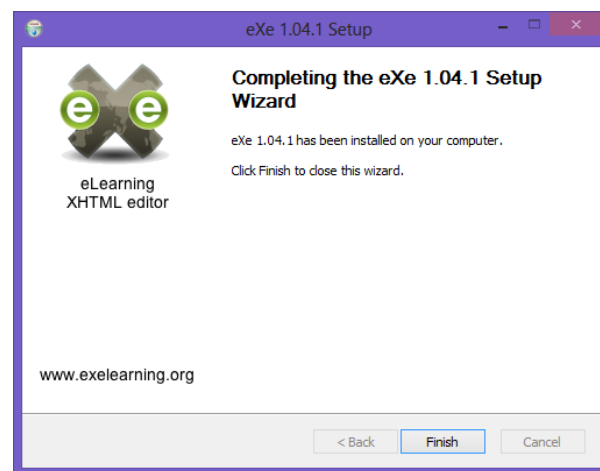 eXe 1.04.1 Setup
e e
eLearning
XHTML editor
Completing the eXe 1.04.1 Setup
Wizard
eXe 1.04.1 has been installed on your computer.
Click Finish to close this wizard.
www.exelearning.org
< Back Finish Cancel